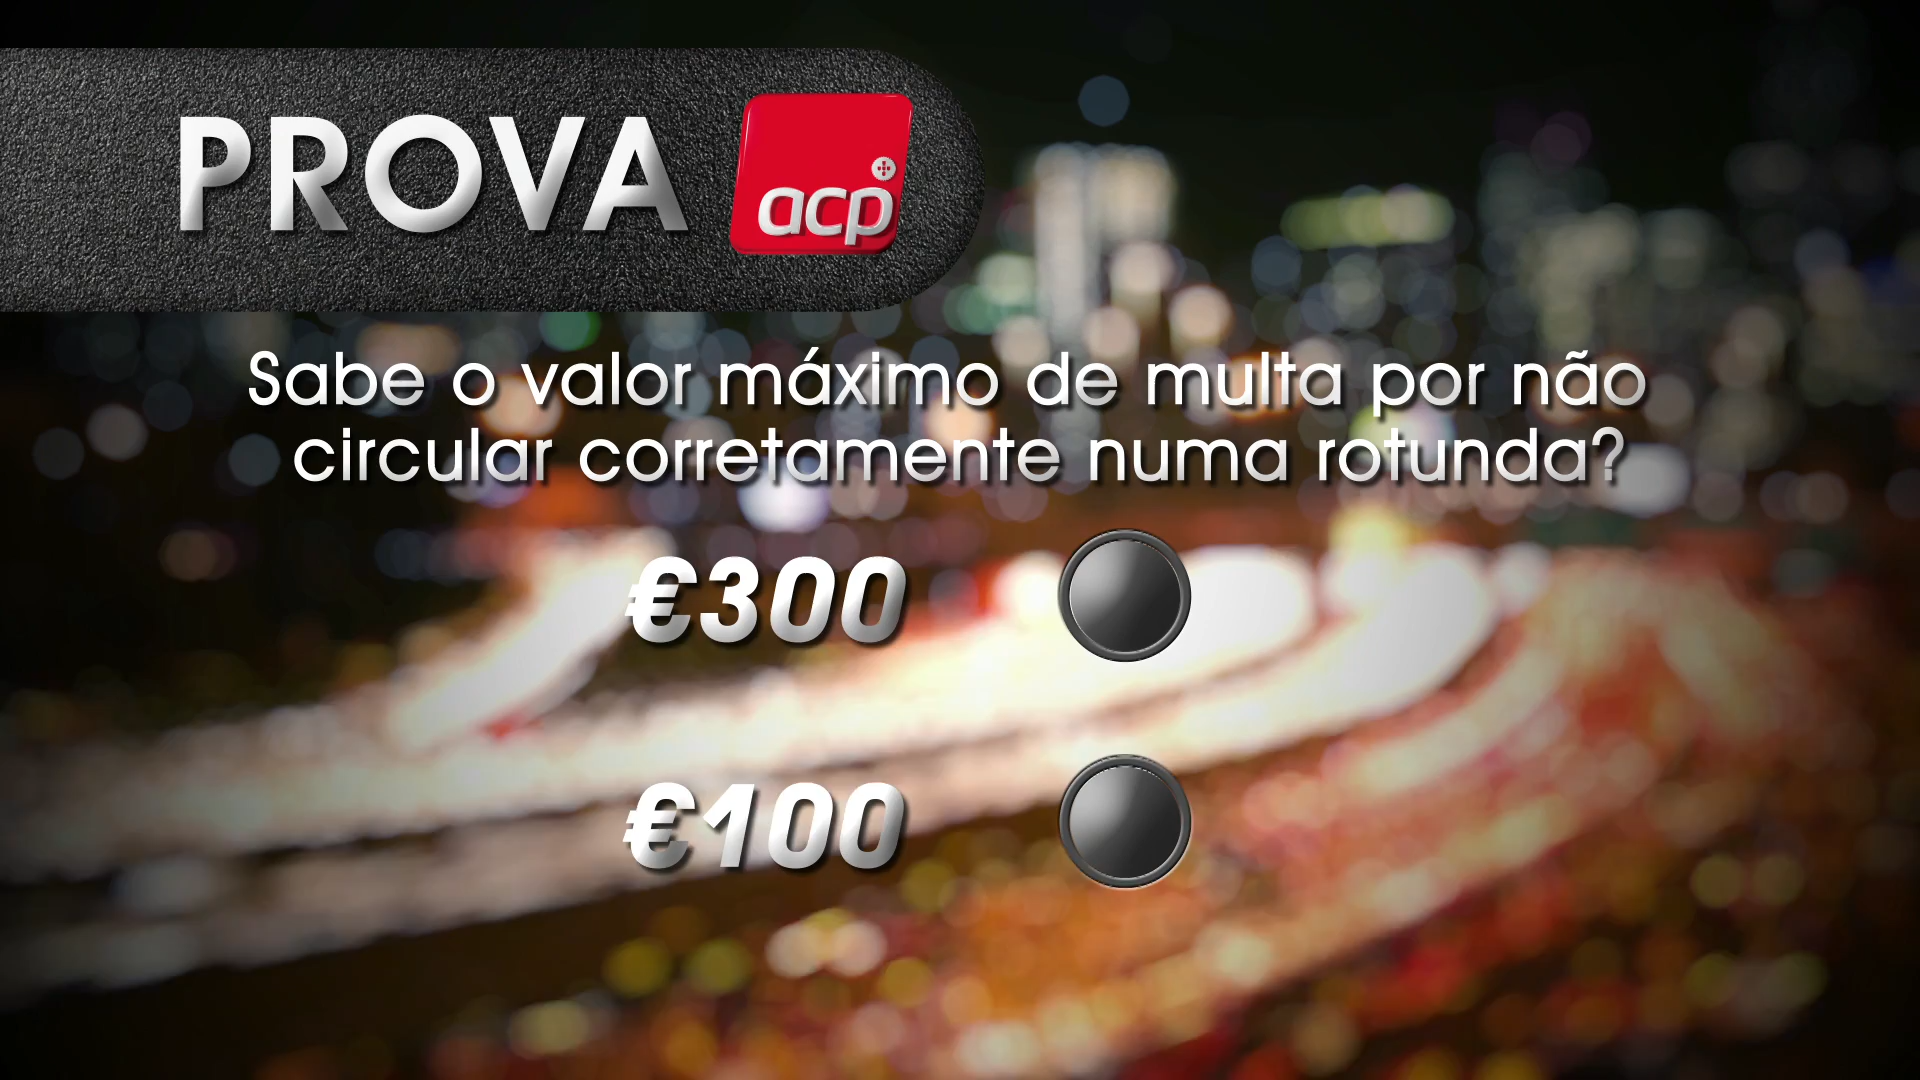 PROVA
acp
Sabe o valor máximo de multa por não
circular corretamente numa rotunda?
€300
€100